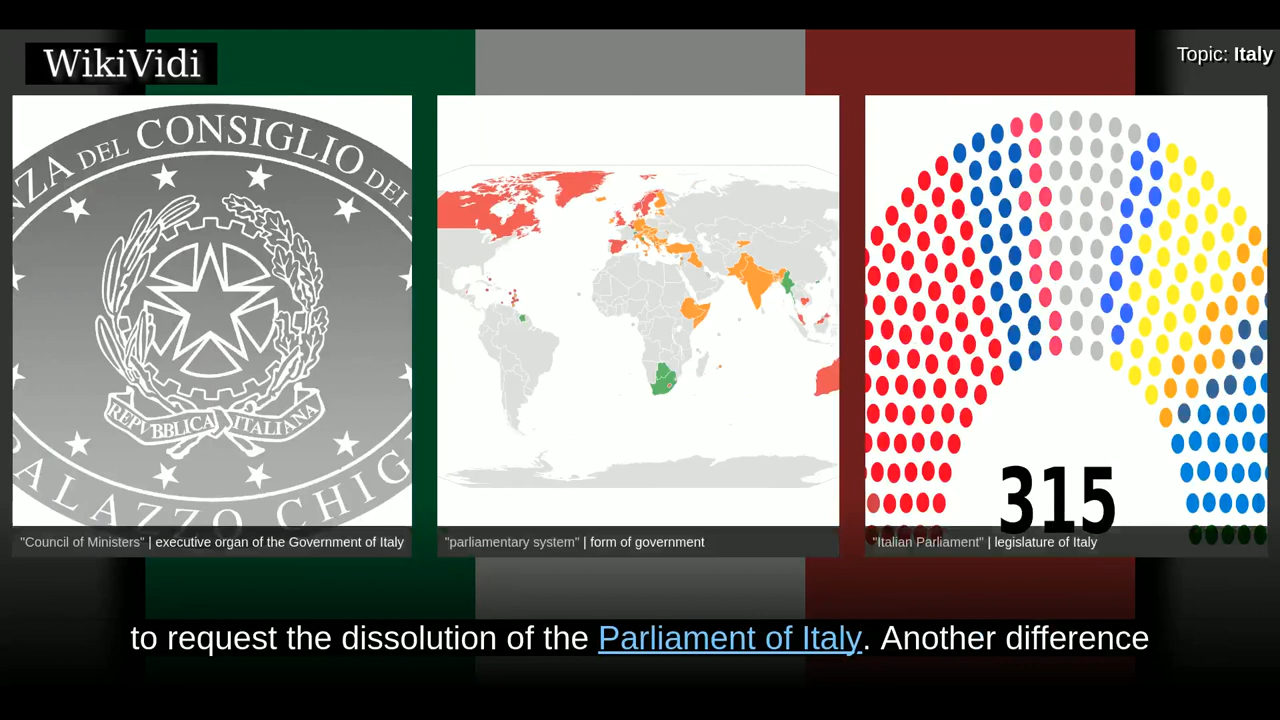 WikiVidi
Topic: Italy
NZA DEL CONSIGLIO DEI
REPVBBLICA ITALIANA
PALAZZO CHIG
315
"Council of Ministers" | executive organ of the Government of Italy
"parliamentary system" | form of government
"Italian Parliament" | legislature of Italy
to request the dissolution of the Parliament of Italy. Another difference